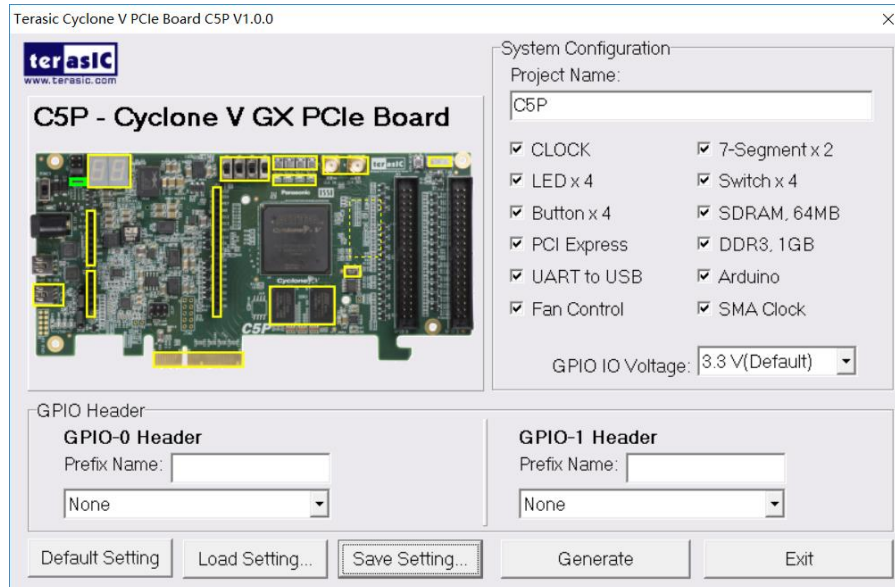 Terasic Cyclone V PCIe Board C5P V1.0.0
terasIC
www.terasic.com
C5P - Cyclone V GX PCIe Board
terasIC
Cyclone V
C5P
System Configuration
Project Name:
C5P
CLOCK
7-Segment x 2
LED x 4
Switch x 4
Button x 4
SDRAM, 64MB
PCI Express
DDR3, 1GB
UART to USB
Arduino
Fan Control
SMA Clock
GPIO IO Voltage: 3.3 V(Default)
GPIO Header
GPIO-0 Header
Prefix Name:
None
GPIO-1 Header
Prefix Name:
None
Default Setting
Load Setting...
Save Setting...
Generate
Exit